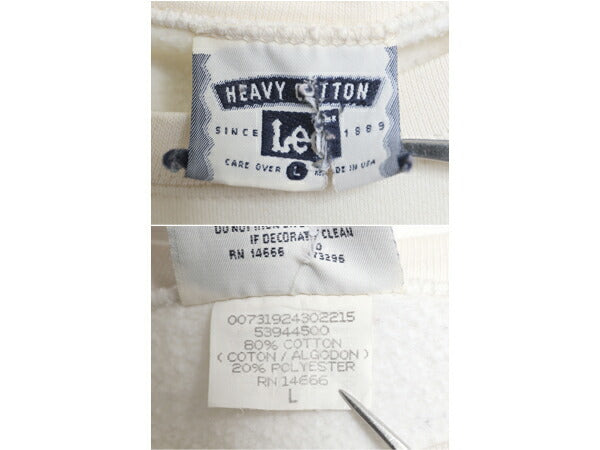 HEAVY COTTON
SINCE Lee 1889
CARE OVER L MADE IN USA
IF DECORATED CLEAN
RN 14666
73296
00731924302215
53944500
80% COTTON
(COTON/ALGODON)
20% POLYESTER
RN 14666
L